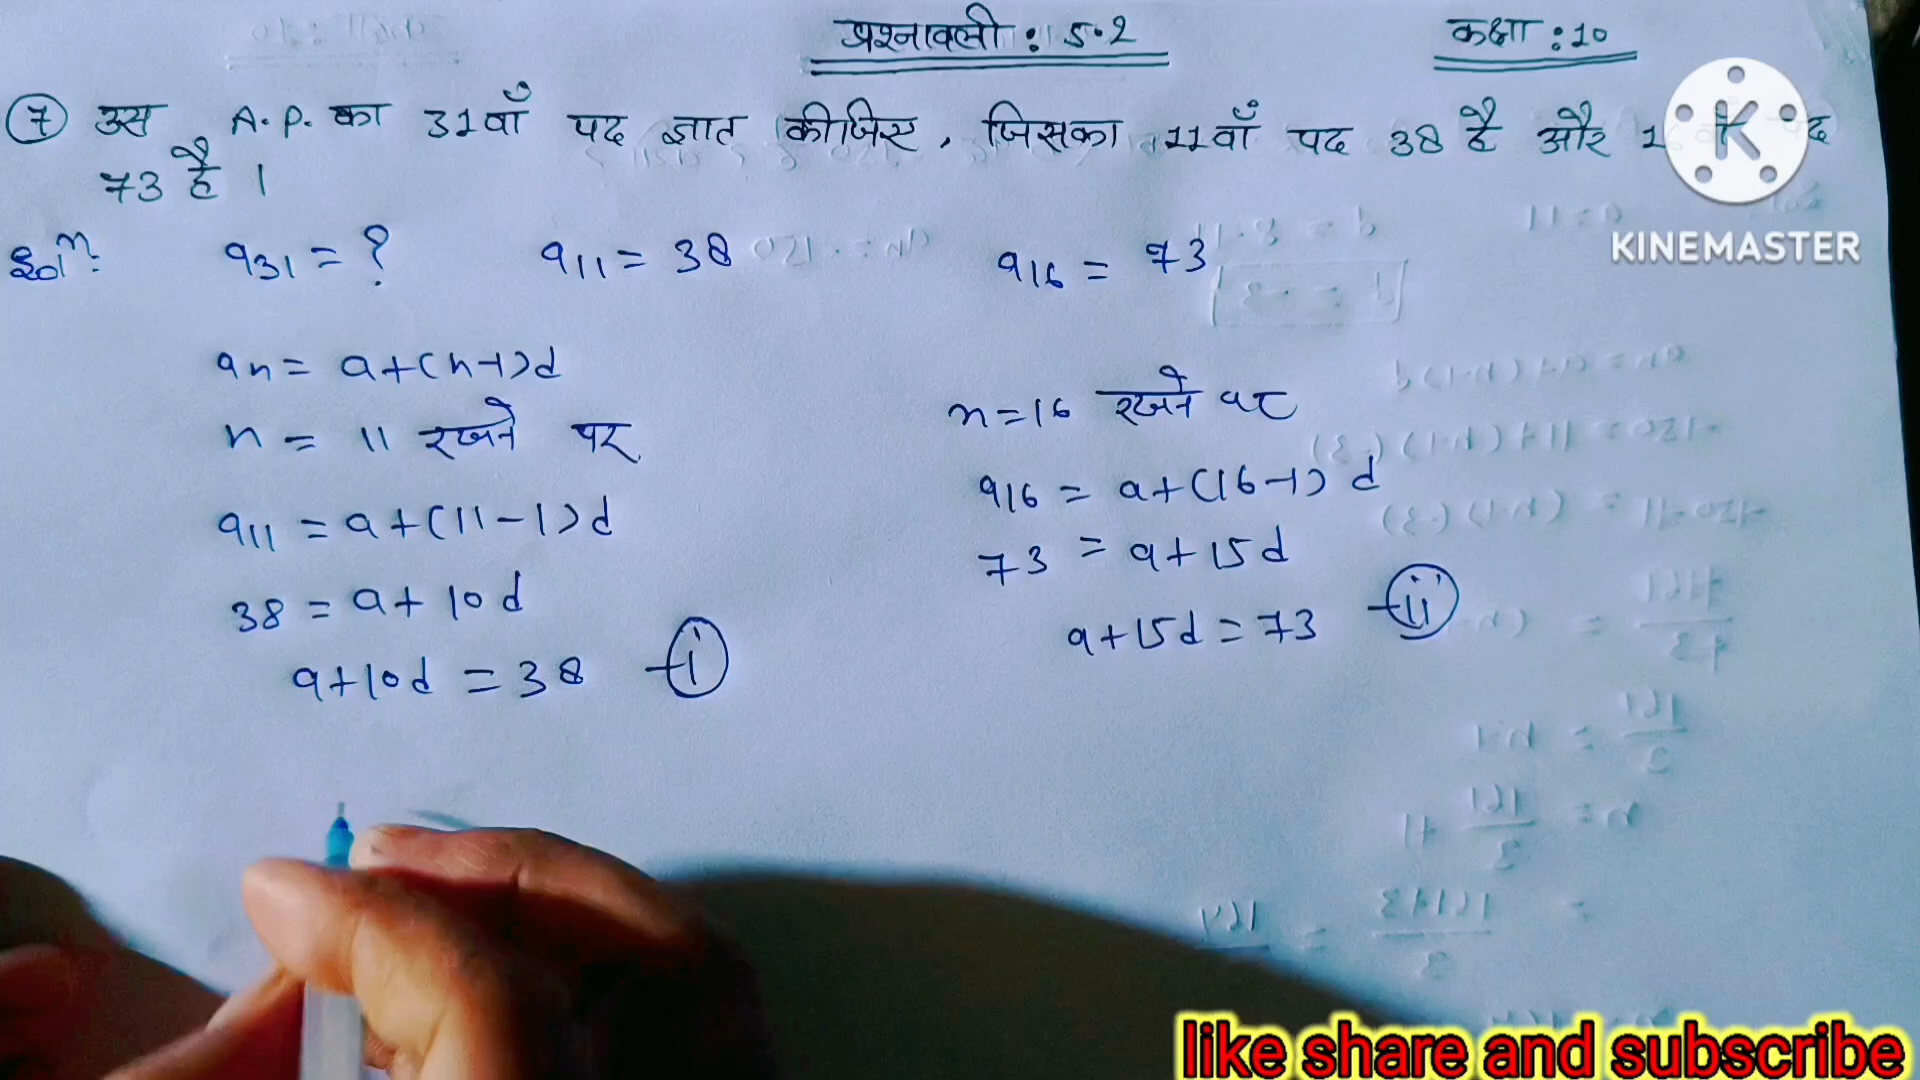 प्रश्नावली : 5.2
कक्षा : 10
7 उस A.P. का 31वाँ पद ज्ञात कीजिए, जिसका 11वाँ पद 38 है और
73 है ।
KINEMASTER
Solⁿ: a31 = ? a11 = 38 a16 = 73
an = a+(n-1)d
n = 11 रखने पर
a11 = a+(11-1)d
38 = a+10d
a+10d = 38 — i
n=16 रखने पर
a16 = a+(16-1)d
73 = a+15d
a+15d = 73 — ii
like share and subscribe